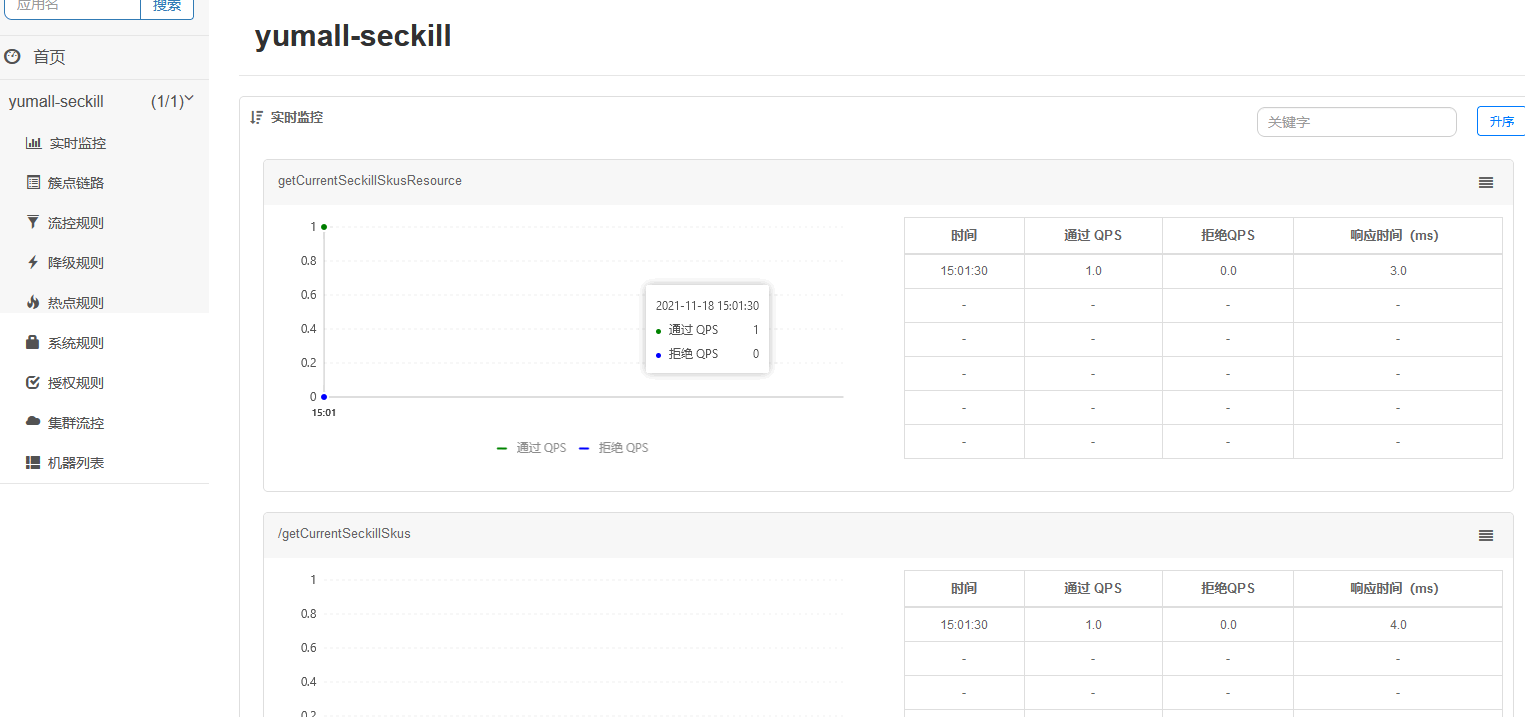 应用名 搜索
首页
yumall-seckill (1/1)
实时监控
簇点链路
流控规则
降级规则
热点规则
系统规则
授权规则
集群流控
机器列表
yumall-seckill
实时监控 关键字 升序
getCurrentSeckillSkusResource
1
0.8
0.6
0.4
0.2
0
15:01
2021-11-18 15:01:30
通过 QPS 1
拒绝 QPS 0
通过 QPS 拒绝 QPS
时间 通过 QPS 拒绝QPS 响应时间（ms）
15:01:30 1.0 0.0 3.0
- - - -
- - - -
- - - -
- - - -
- - - -
/getCurrentSeckillSkus
1
0.8
0.6
0.4
0.2
时间 通过 QPS 拒绝QPS 响应时间（ms）
15:01:30 1.0 0.0 4.0
- - - -
- - - -